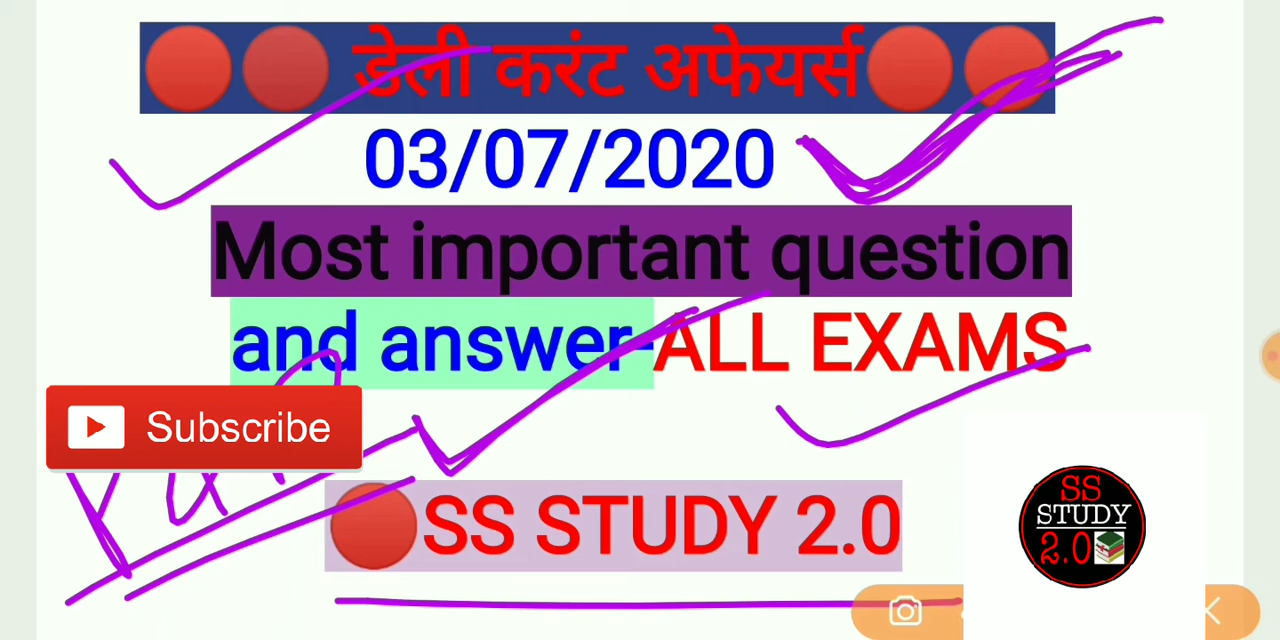 डेली करंट अफेयर्स
03/07/2020
Most important question
and answer-ALL EXAMS
Subscribe
SS STUDY 2.0
SS
STUDY
2.0